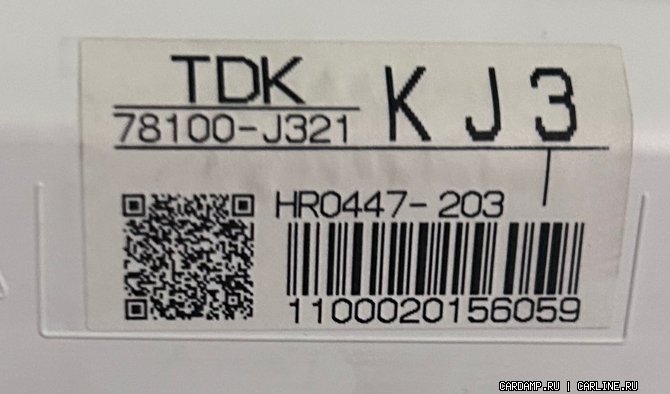 TDK KJ3
78100-J321
HR0447-203
1100020156059
CARDAMP.RU | CARLINE.RU